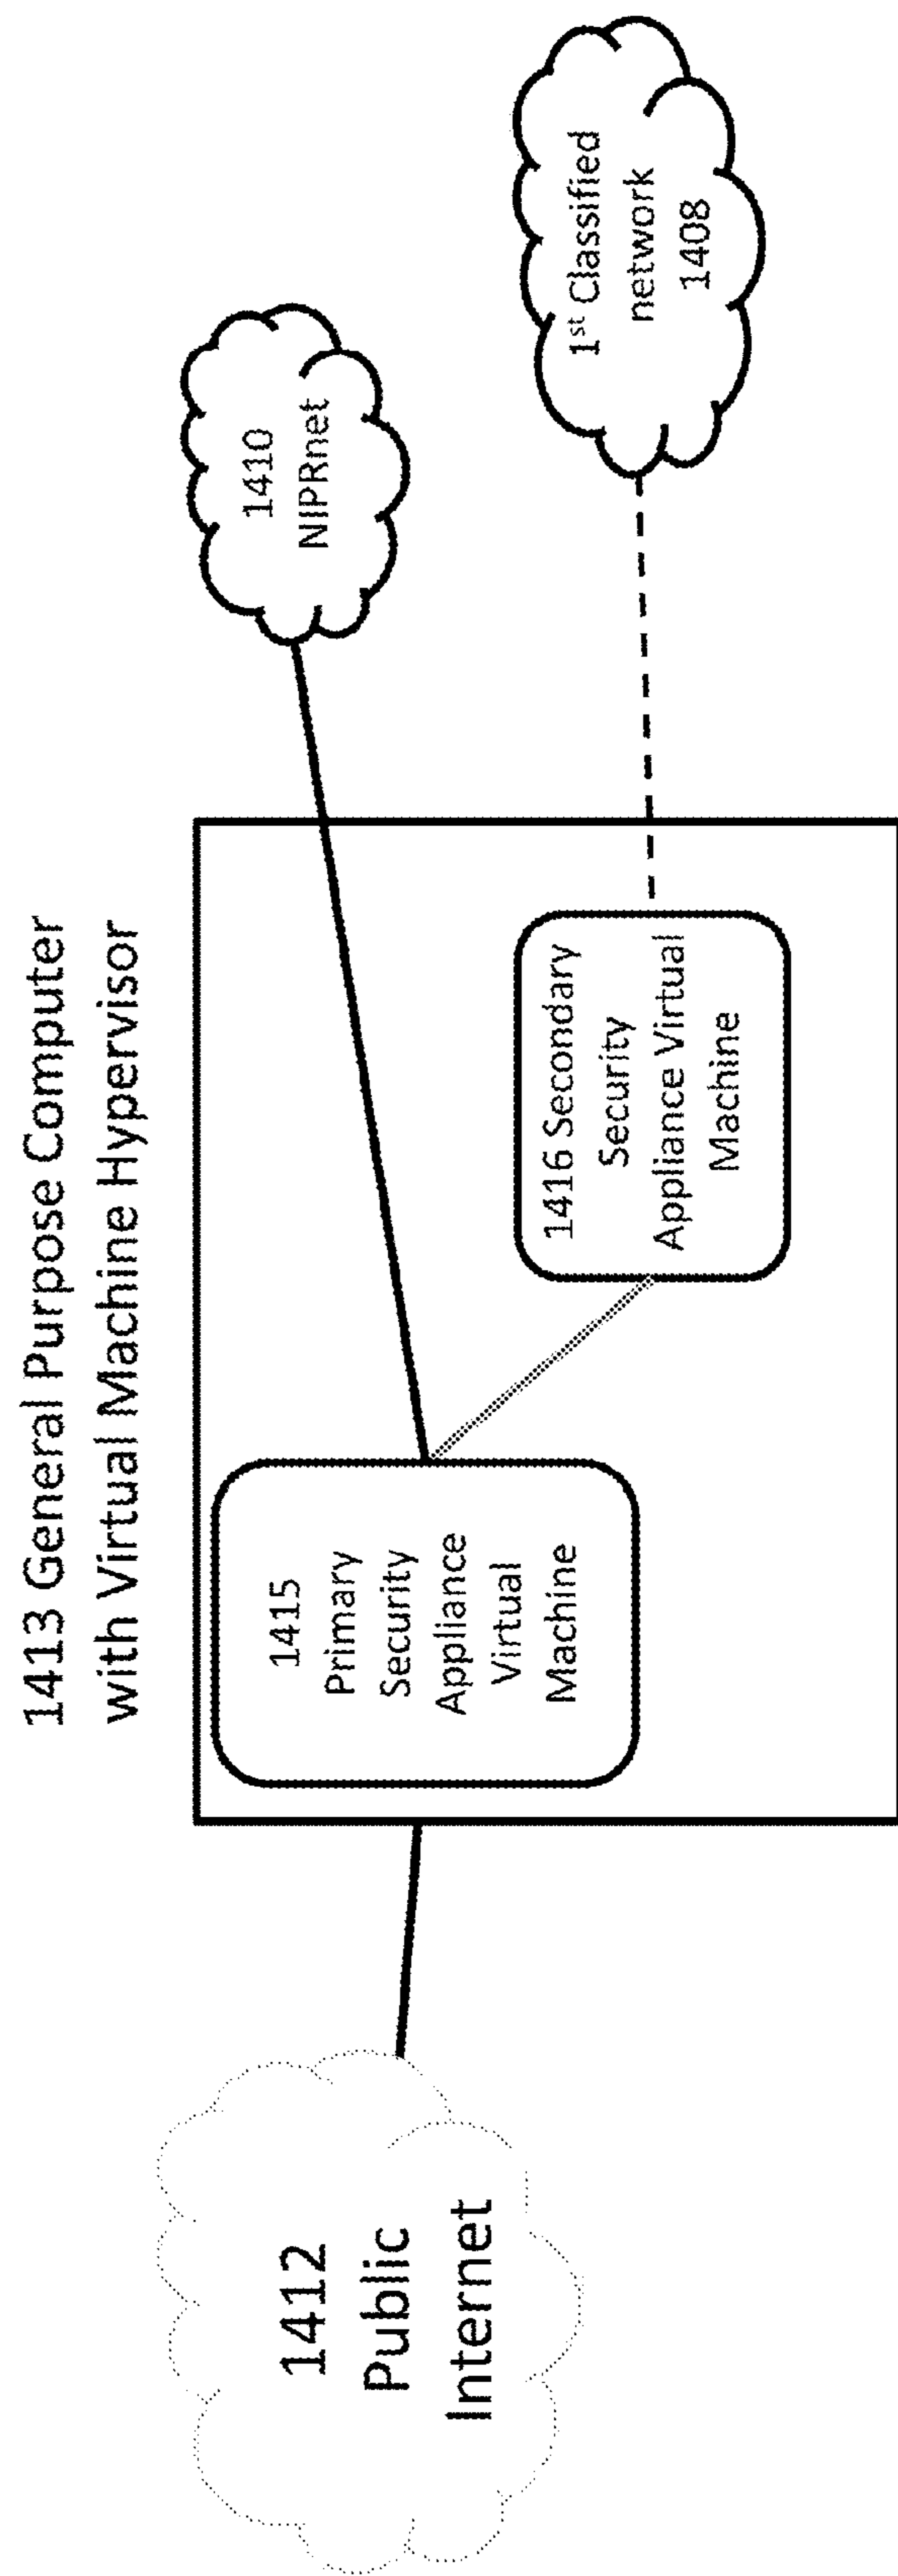 1413 General Purpose Computer
with Virtual Machine Hypervisor
1412
Public
Internet
1415
Primary
Security
Appliance
Virtual
Machine
1416 Secondary
Security
Appliance Virtual
Machine
1410
NIPRnet
1st Classified
network
1408